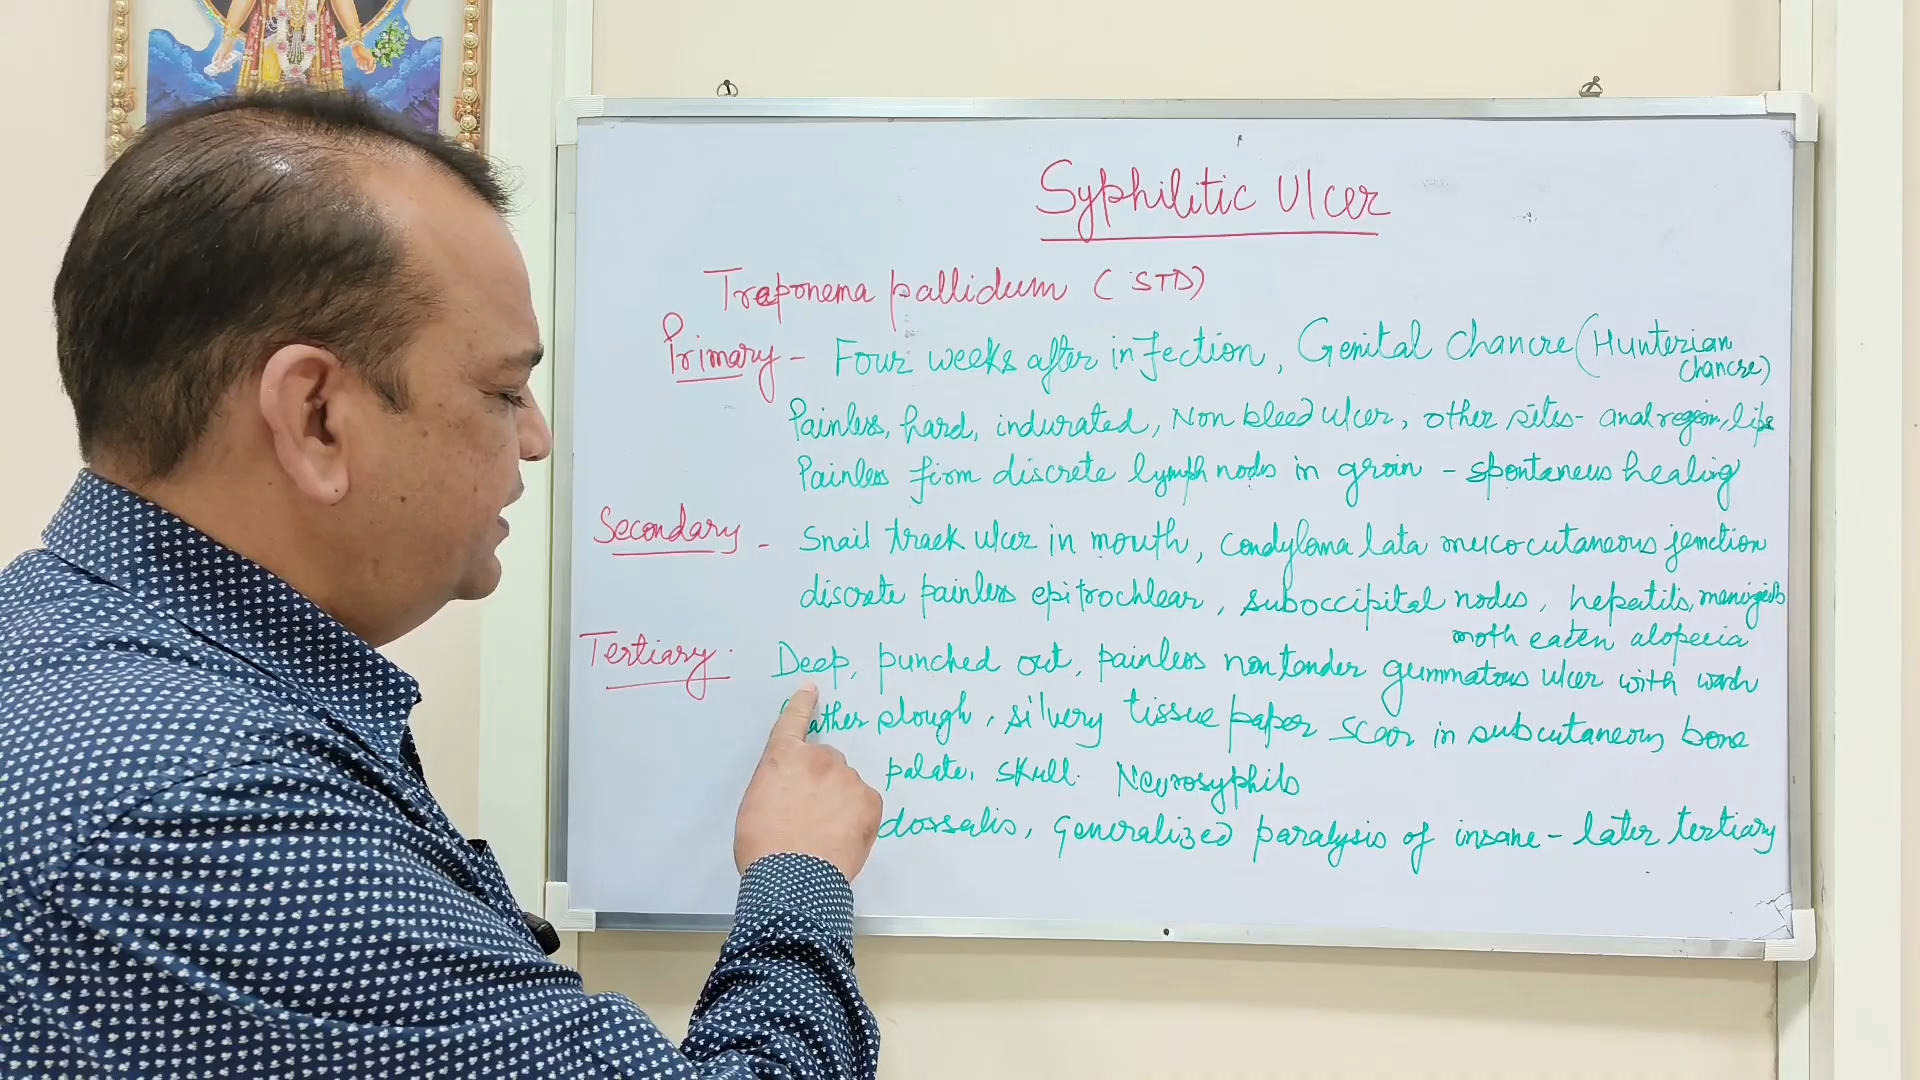 Syphilitic Ulcer
Treponema pallidum (STD)
Primary - Four weeks after infection, Genital Chancre (Hunterian
chancre)
Painless, hard, indurated, Non bleed ulcer, other sites - anal region, lips
Painless firm discrete lymph nodes in groin - spontaneus healing
Secondary - Snail track ulcer in mouth, condyloma lata mucocutaneous junction
discrete painless epitrochlear, suboccipital nodes, hepatitis, meningitis
moth eaten alopecia
Tertiary. Deep, punched out, painless non tender gummatous ulcer with wash
slough, silvery tissue paper scar in subcutaneous bone
palate, skull. Neurosyphilis
dorsalis, Generalized paralysis of insane - later tertiary